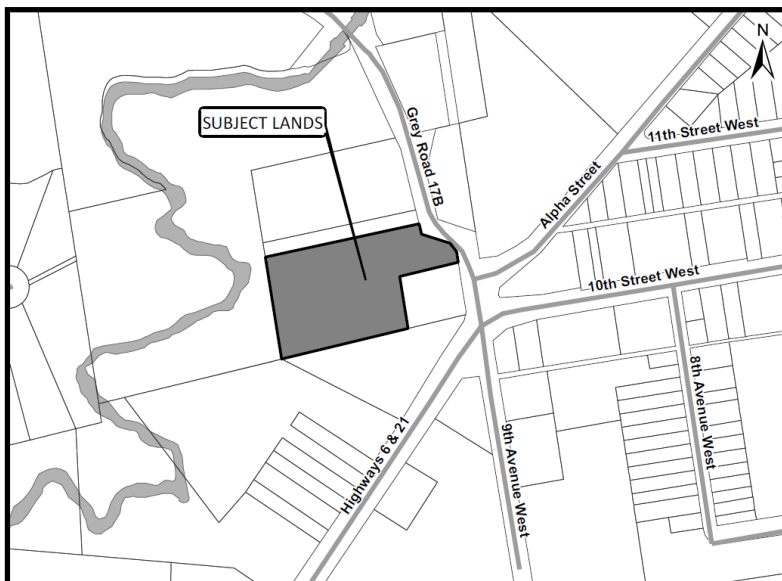 N
SUBJECT LANDS
Grey Road 17B
11th Street West
Alpha Street
10th Street West
Highways 6 & 21
9th Avenue West
8th Avenue West